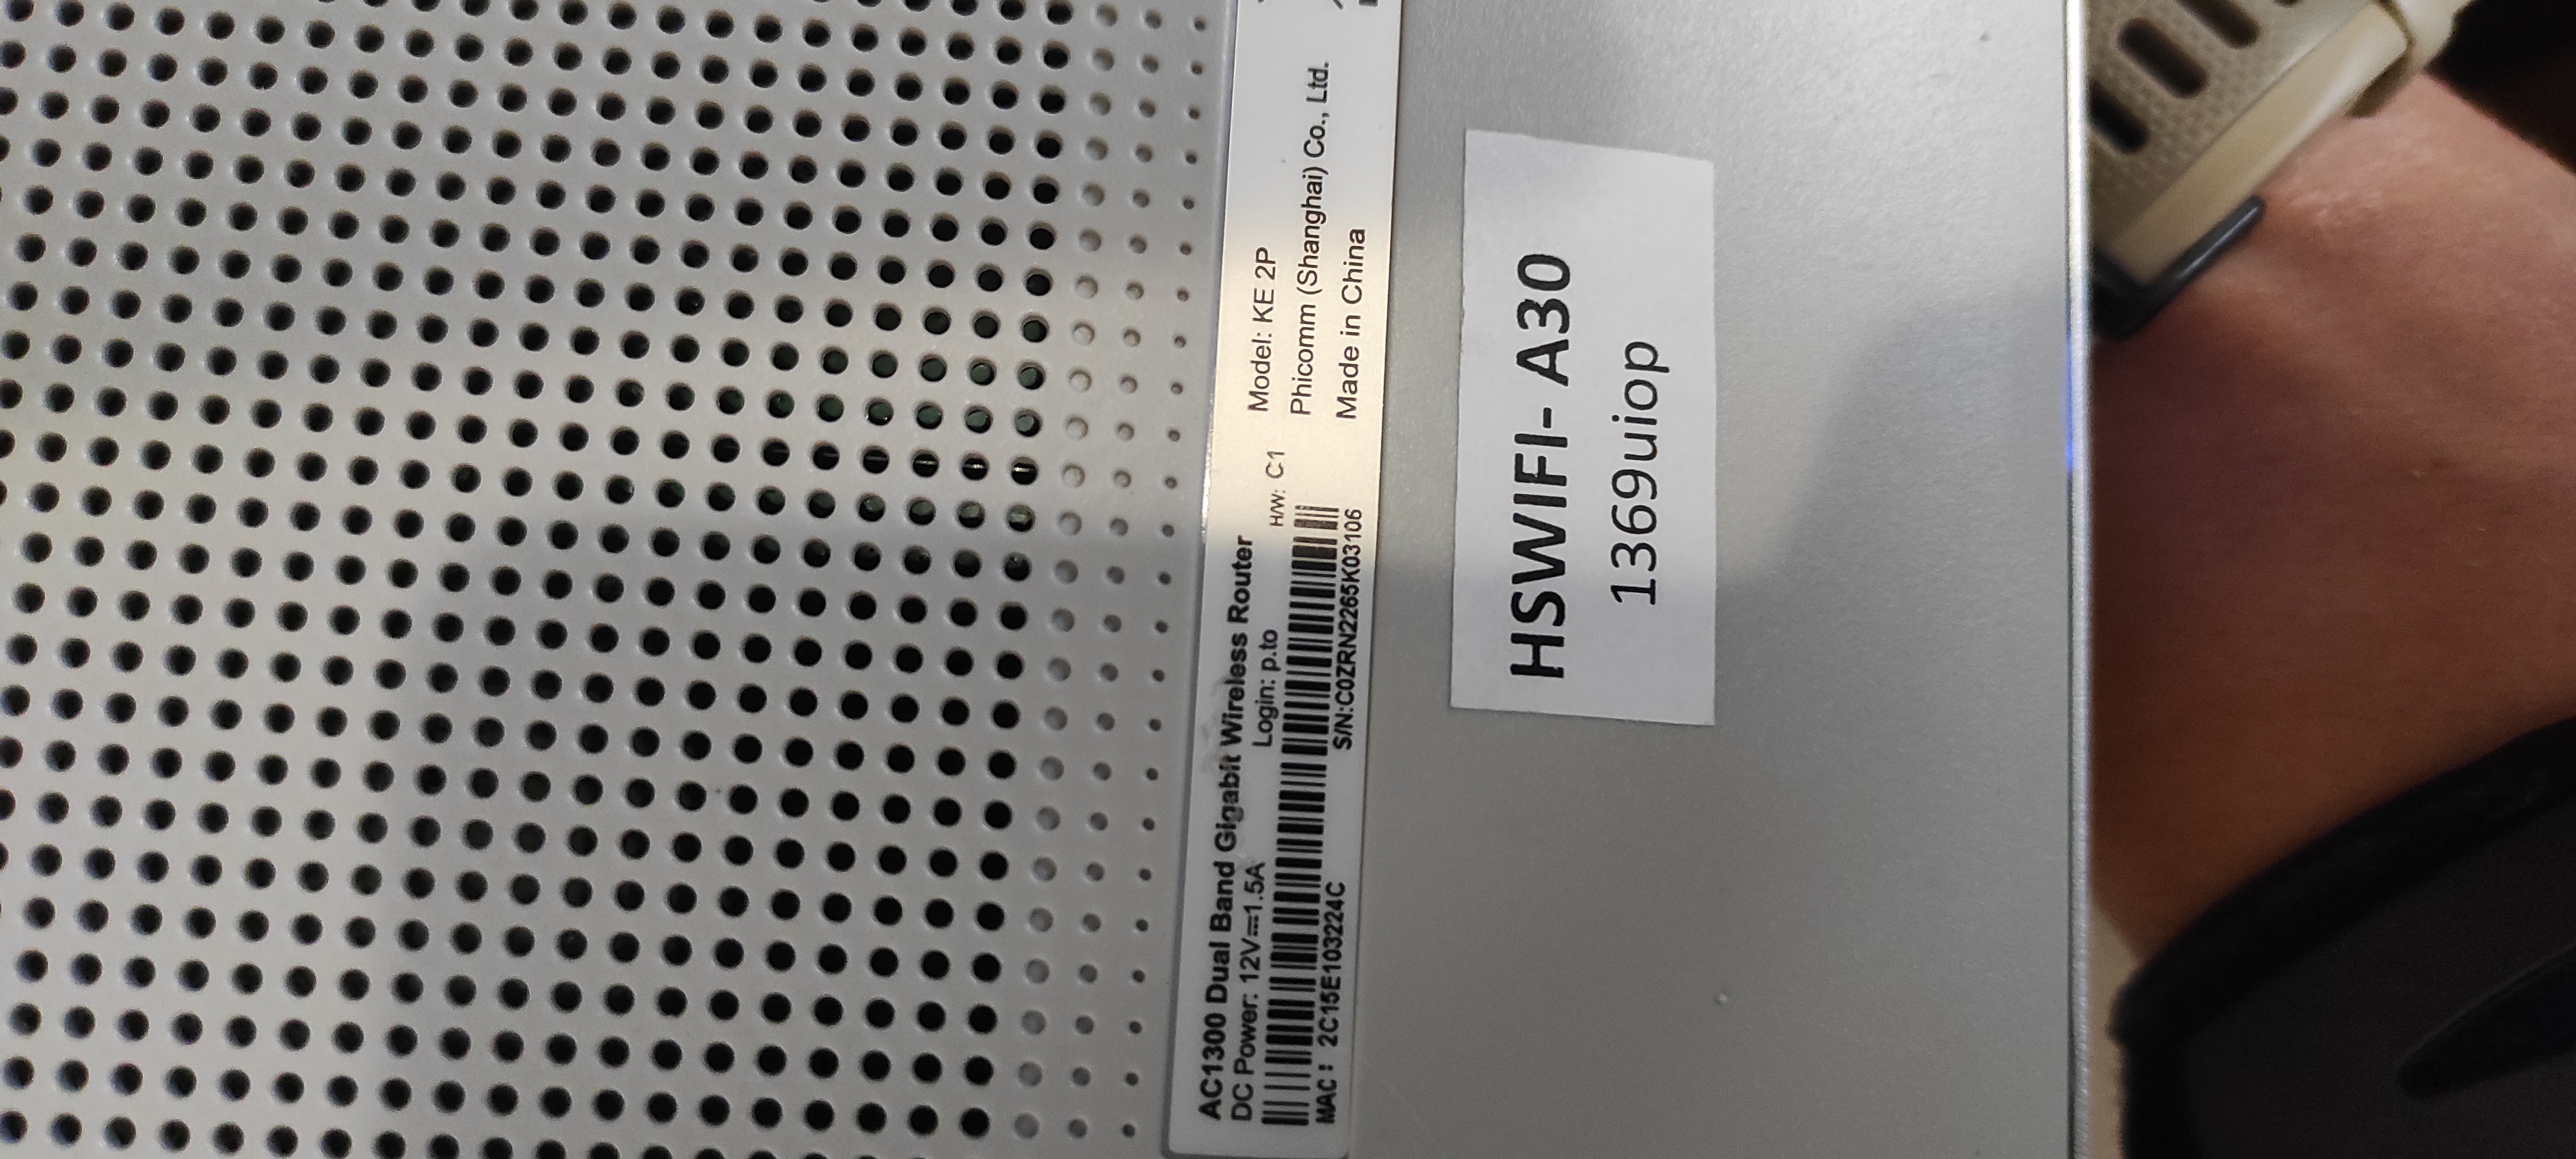 AC1300 Dual Band Gigabit Wireless Router
DC Power: 12V⎓1.5A
Login: p.to
H/W: C1
MAC: 2C15E103224C
S/N:C0ZRN2265K03106
Model: KE 2P
Phicomm (Shanghai) Co., Ltd.
Made in China
HSWIFI- A30
1369uiop